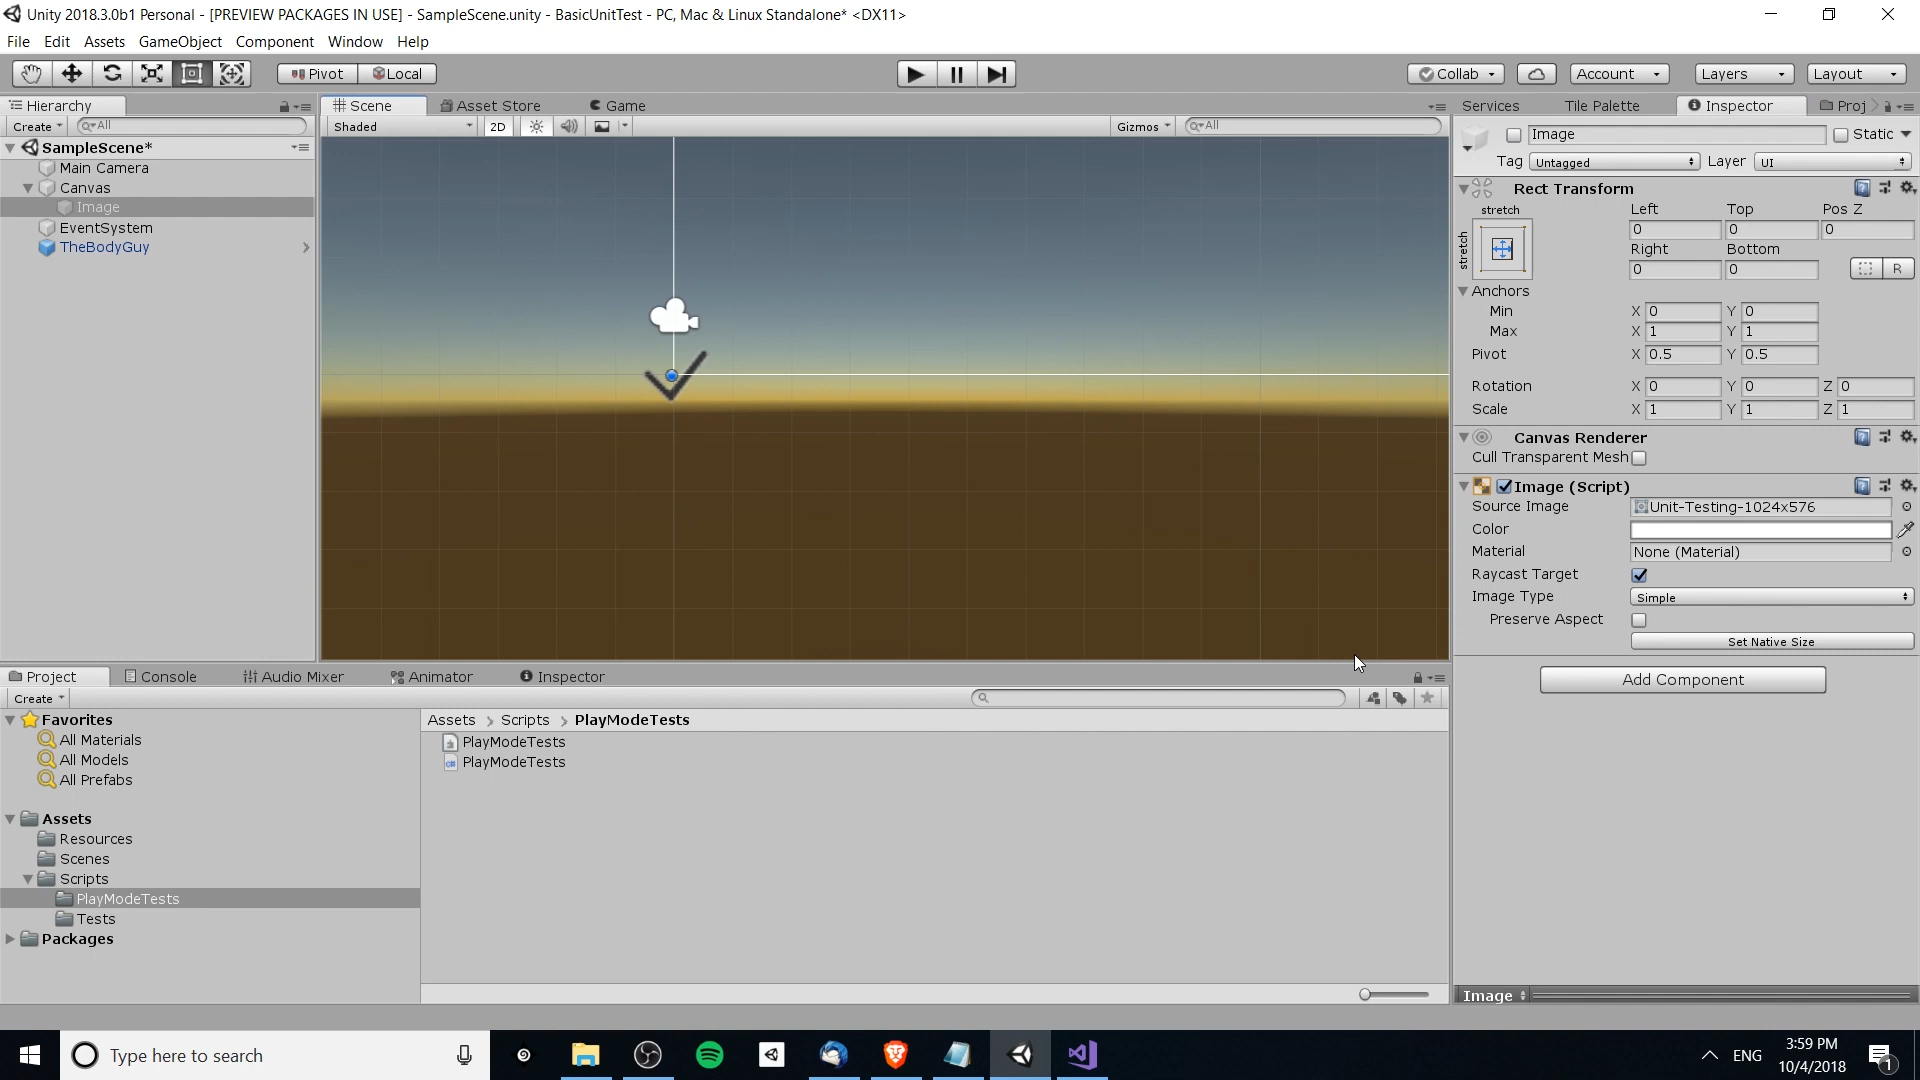 Unity 2018.3.0b1 Personal - [PREVIEW PACKAGES IN USE] - SampleScene.unity - BasicUnitTest - PC, Mac & Linux Standalone* <DX11>
File Edit Assets GameObject Component Window Help
Pivot Local Collab Account Layers Layout
Hierarchy Scene Asset Store Game Services Tile Palette Inspector Proj
Create All Shaded 2D Gizmos All
Image Static
SampleScene*
Tag Untagged Layer UI
Main Camera
Canvas
Image
EventSystem
TheBodyGuy
Rect Transform
stretch Left Top Pos Z
stretch 0 0 0
Right Bottom
0 0 R
Anchors
Min X 0 Y 0
Max X 1 Y 1
Pivot X 0.5 Y 0.5
Rotation X 0 Y 0 Z 0
Scale X 1 Y 1 Z 1
Canvas Renderer
Cull Transparent Mesh
Image (Script)
Source Image Unit-Testing-1024x576
Color
Material None (Material)
Raycast Target
Image Type Simple
Preserve Aspect
Set Native Size
Add Component
Project Console Audio Mixer Animator Inspector
Create
Favorites
All Materials
All Models
All Prefabs
Assets
Resources
Scenes
Scripts
PlayModeTests
Tests
Packages
Assets > Scripts > PlayModeTests
PlayModeTests
PlayModeTests
Image
Type here to search
ENG
3:59 PM
10/4/2018
1